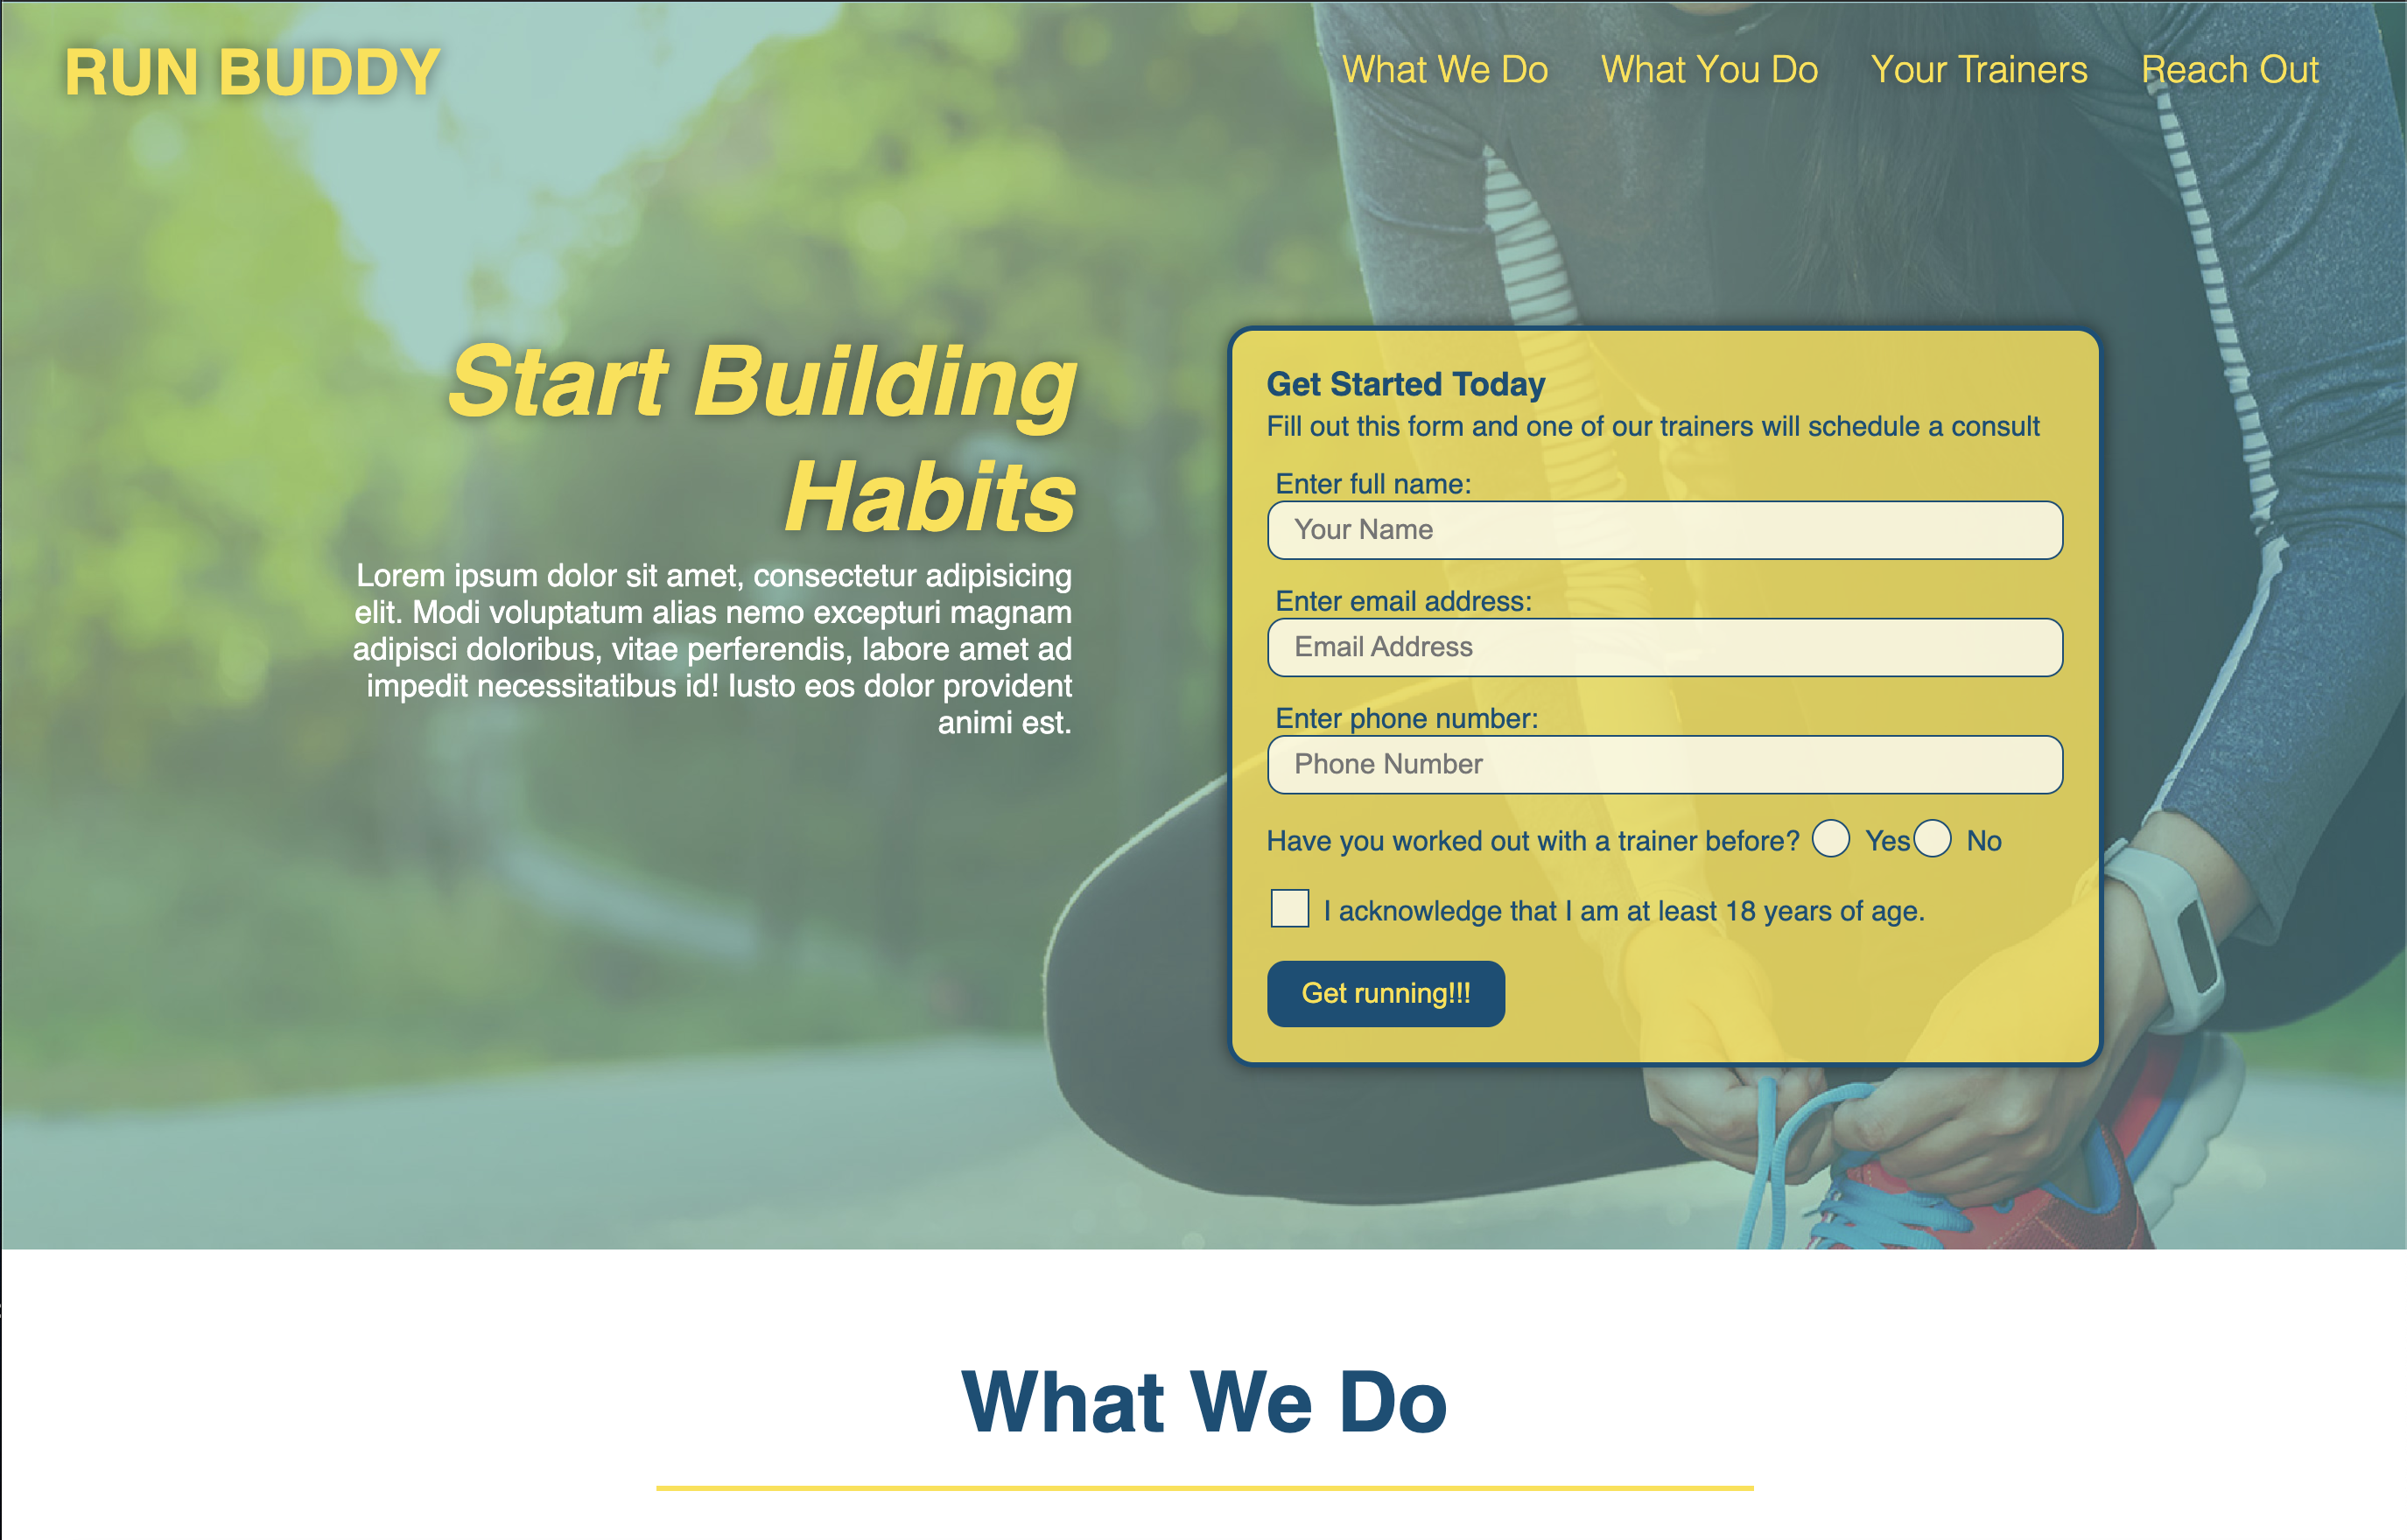 RUN BUDDY
What We Do What You Do Your Trainers Reach Out
Start Building
Habits
Lorem ipsum dolor sit amet, consectetur adipisicing
elit. Modi voluptatum alias nemo excepturi magnam
adipisci doloribus, vitae perferendis, labore amet ad
impedit necessitatibus id! Iusto eos dolor provident
animi est.
Get Started Today
Fill out this form and one of our trainers will schedule a consult
Enter full name:
Your Name
Enter email address:
Email Address
Enter phone number:
Phone Number
Have you worked out with a trainer before? Yes No
I acknowledge that I am at least 18 years of age.
Get running!!!
What We Do